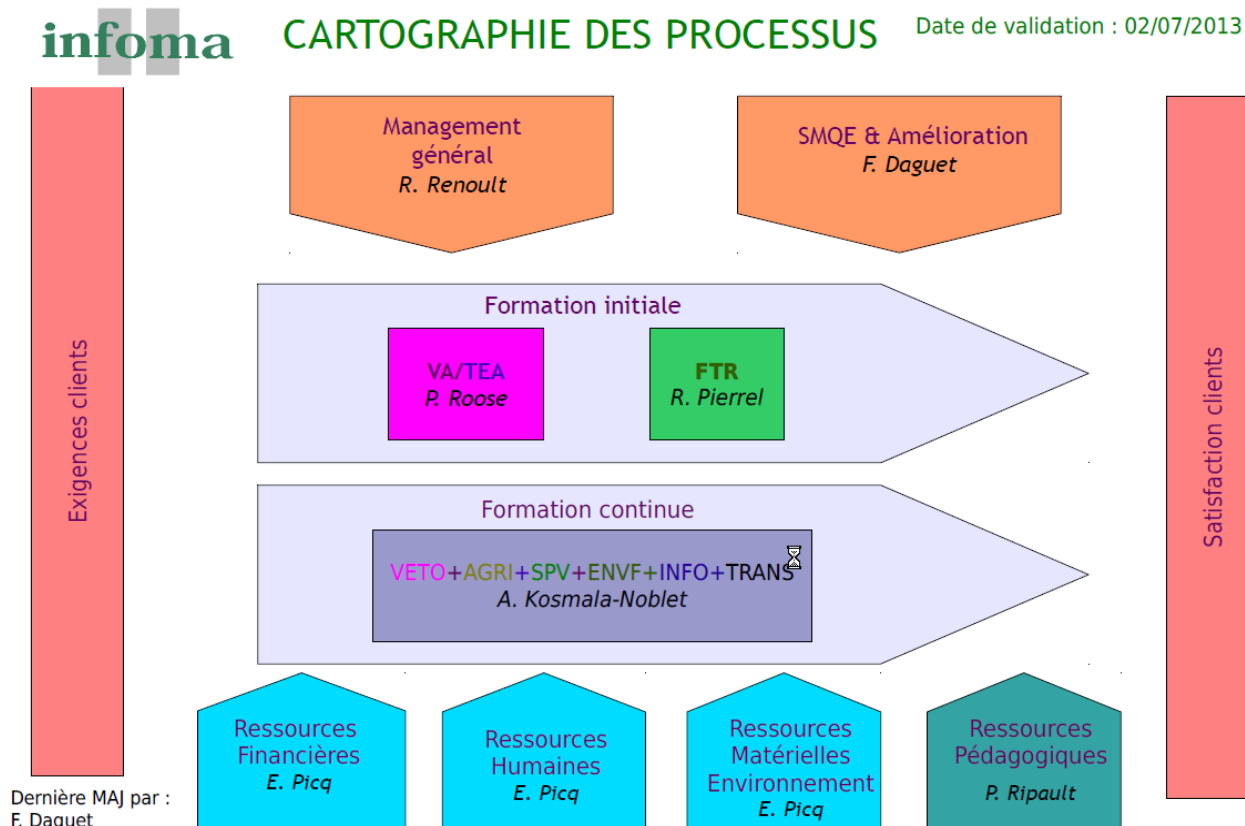 infoma
CARTOGRAPHIE DES PROCESSUS
Date de validation : 02/07/2013
Management
général
R. Renoult
SMQE & Amélioration
F. Daguet
Exigences clients
Formation initiale
VA/TEA
P. Roose
FTR
R. Pierrel
Formation continue
VETO+AGRI+SPV+ENVF+INFO+TRANS
A. Kosmala-Noblet
Satisfaction clients
Ressources
Financières
E. Picq
Ressources
Humaines
E. Picq
Ressources
Matérielles
Environnement
E. Picq
Ressources
Pédagogiques
P. Ripault
Dernière MAJ par :
F. Daguet